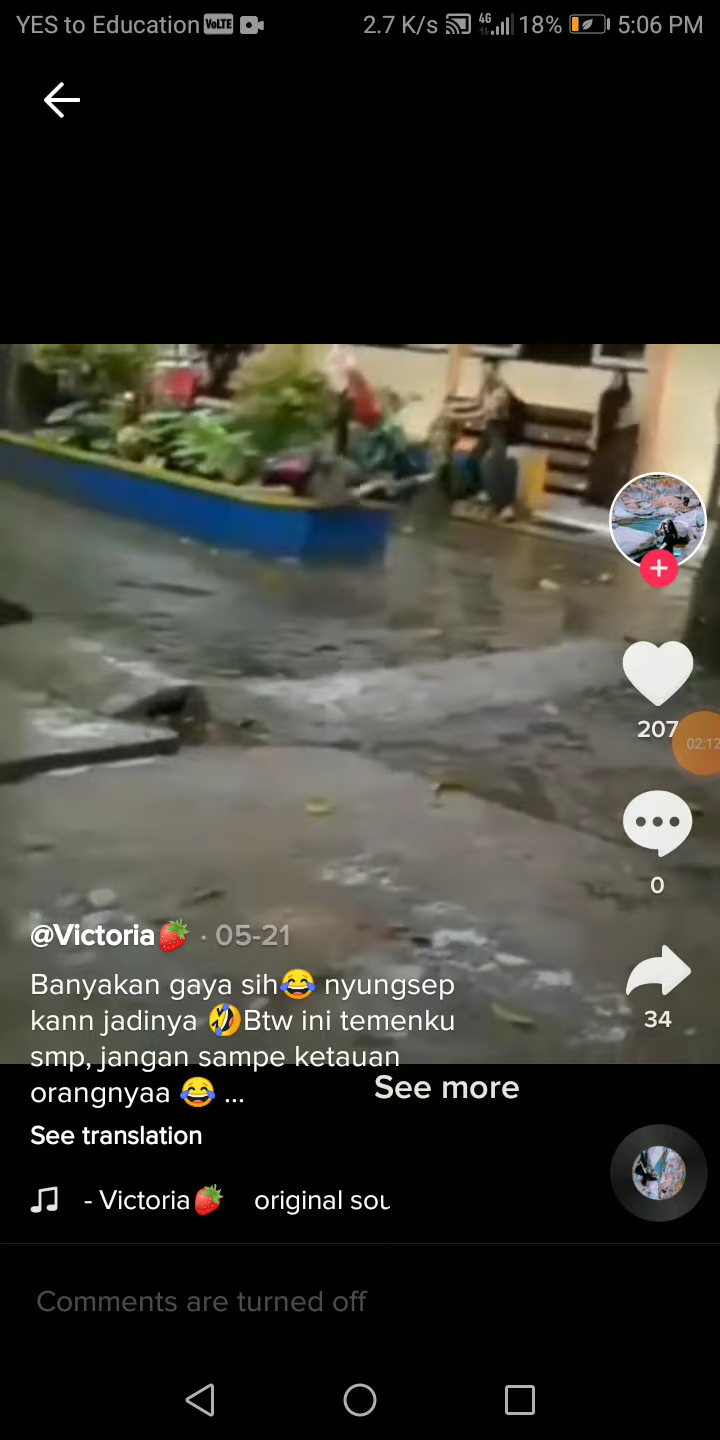 YES to Education VoLTE 2.7 K/s 4G 18% 5:06 PM
207
02:12
0
@Victoria🍓 · 05-21
Banyakan gaya sih😂 nyungsep
kann jadinya 🤣Btw ini temenku
smp, jangan sampe ketauan
orangnyaa 😂 ...
See more
34
See translation
- Victoria🍓 original sou
Comments are turned off